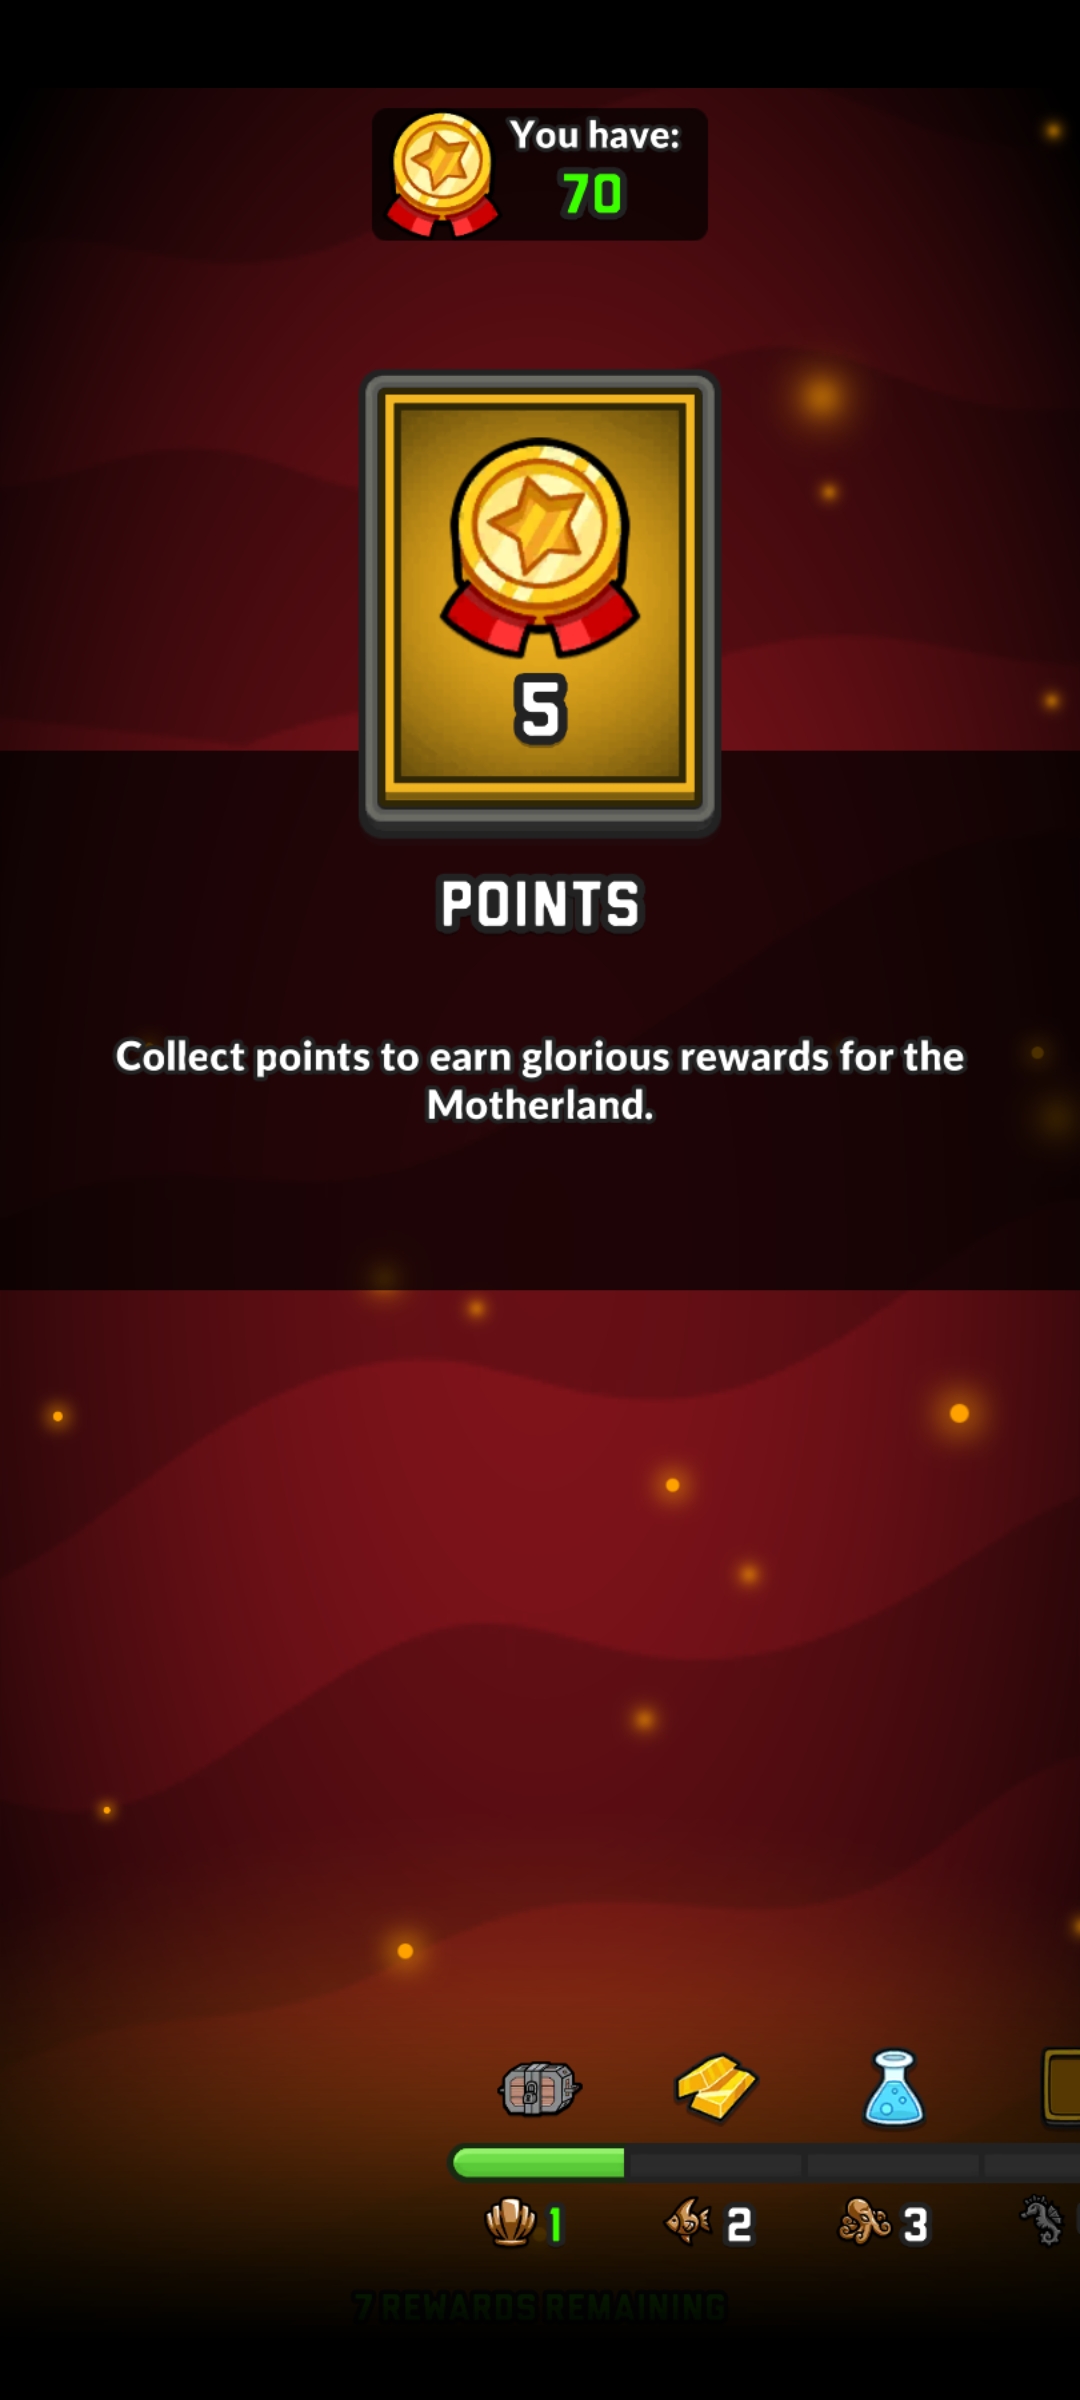 You have:
70
5
POINTS
Collect points to earn glorious rewards for the
Motherland.
1 2 3
7 REWARDS REMAINING